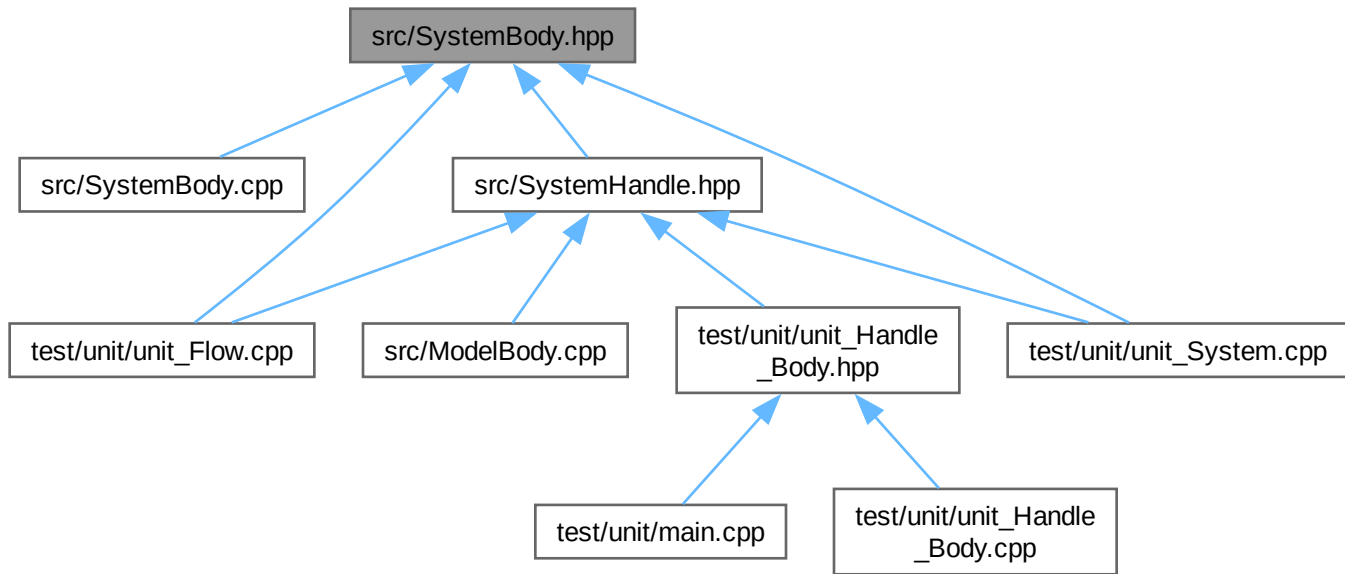 src/SystemBody.hpp
src/SystemBody.cpp
src/SystemHandle.hpp
test/unit/unit_Flow.cpp
src/ModelBody.cpp
test/unit/unit_Handle
_Body.hpp
test/unit/unit_System.cpp
test/unit/main.cpp
test/unit/unit_Handle
_Body.cpp